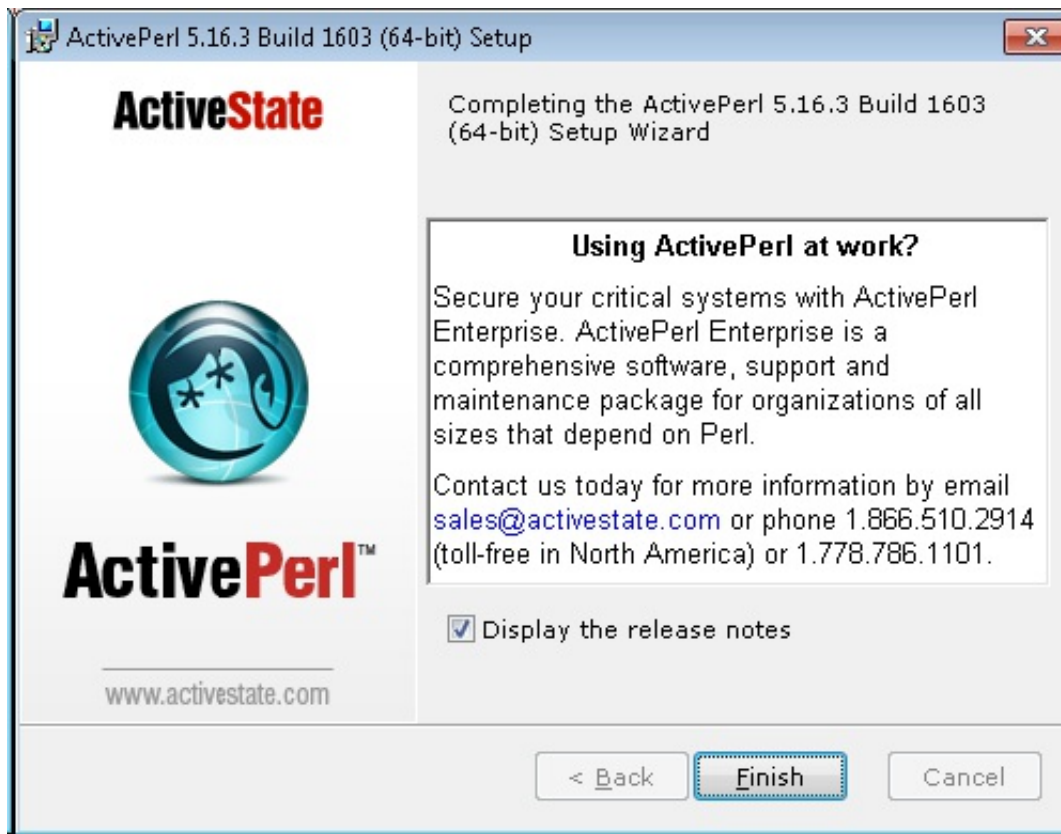 ActivePerl 5.16.3 Build 1603 (64-bit) Setup
ActiveState
Completing the ActivePerl 5.16.3 Build 1603
(64-bit) Setup Wizard
Using ActivePerl at work?
Secure your critical systems with ActivePerl
Enterprise. ActivePerl Enterprise is a
comprehensive software, support and
maintenance package for organizations of all
sizes that depend on Perl.
Contact us today for more information by email
sales@activestate.com or phone 1.866.510.2914
(toll-free in North America) or 1.778.786.1101.
ActivePerl™
Display the release notes
www.activestate.com
< Back
Finish
Cancel